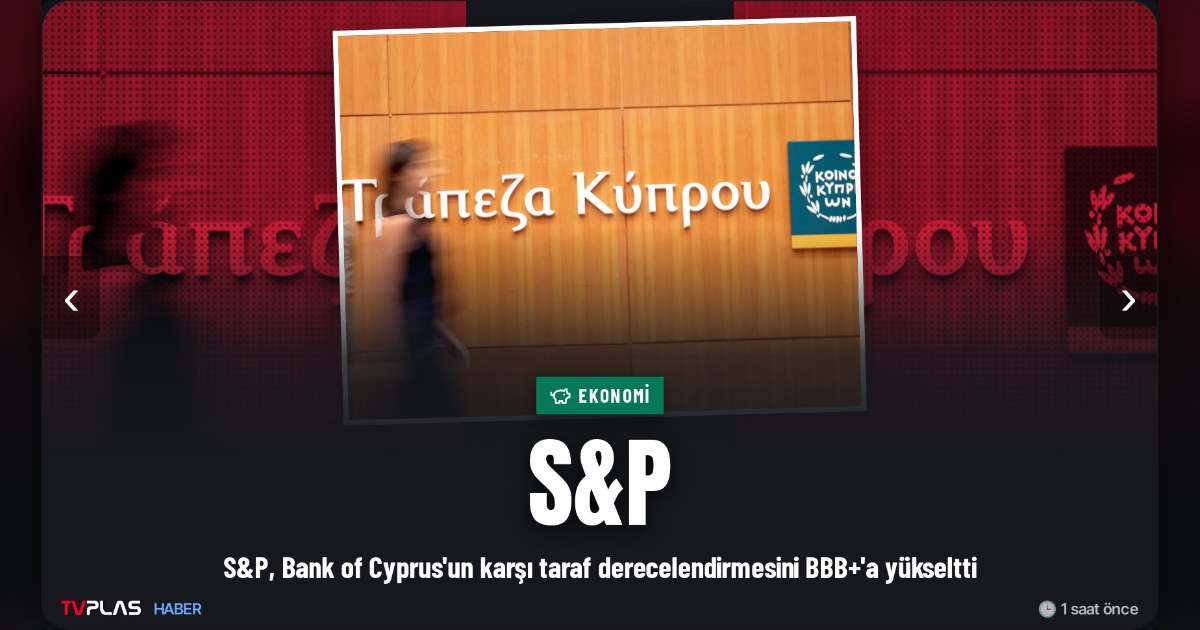 Τράπεζα Κύπρου
ΚΟΙΝΟ
ΚΥΠΡ
ΩΝ
EKONOMİ
S&P
S&P, Bank of Cyprus'un karşı taraf derecelendirmesini BBB+'a yükseltti
TVPLAS HABER
1 saat önce